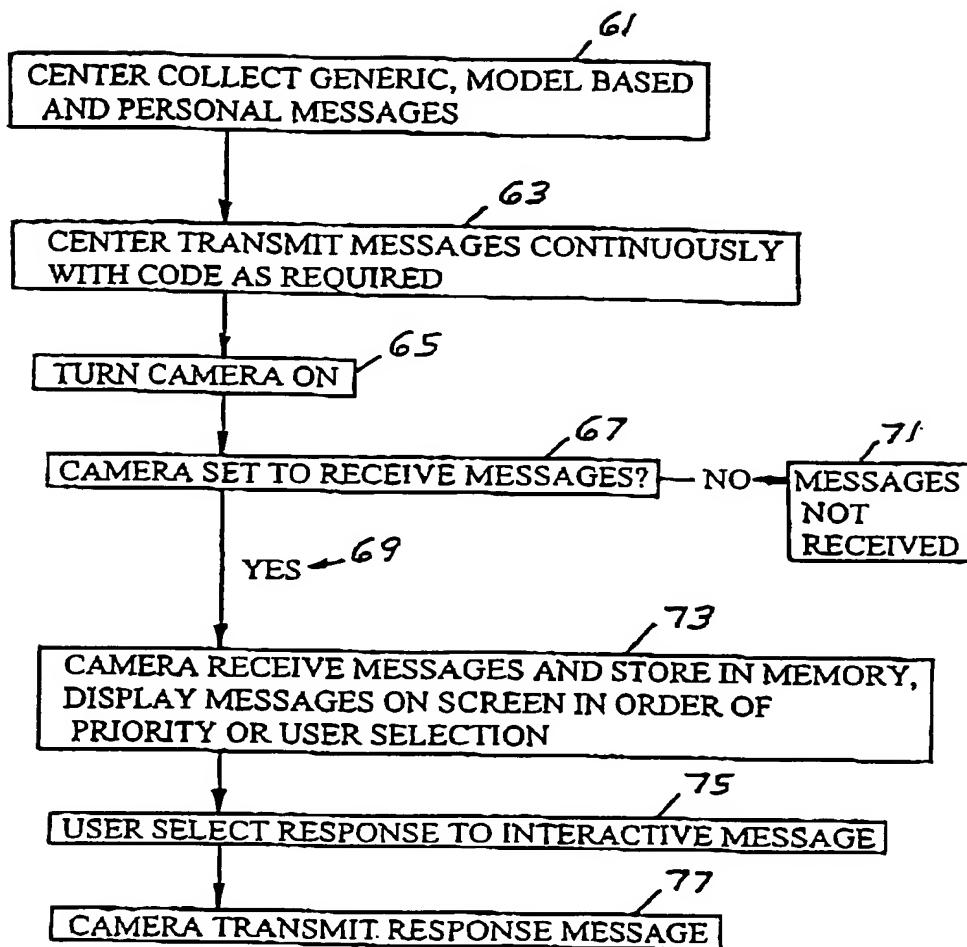 61
CENTER COLLECT GENERIC, MODEL BASED
AND PERSONAL MESSAGES
63
CENTER TRANSMIT MESSAGES CONTINUOUSLY
WITH CODE AS REQUIRED
65
TURN CAMERA ON
67
CAMERA SET TO RECEIVE MESSAGES?
NO
71
MESSAGES
NOT
RECEIVED
YES
69
73
CAMERA RECEIVE MESSAGES AND STORE IN MEMORY,
DISPLAY MESSAGES ON SCREEN IN ORDER OF
PRIORITY OR USER SELECTION
75
USER SELECT RESPONSE TO INTERACTIVE MESSAGE
77
CAMERA TRANSMIT RESPONSE MESSAGE